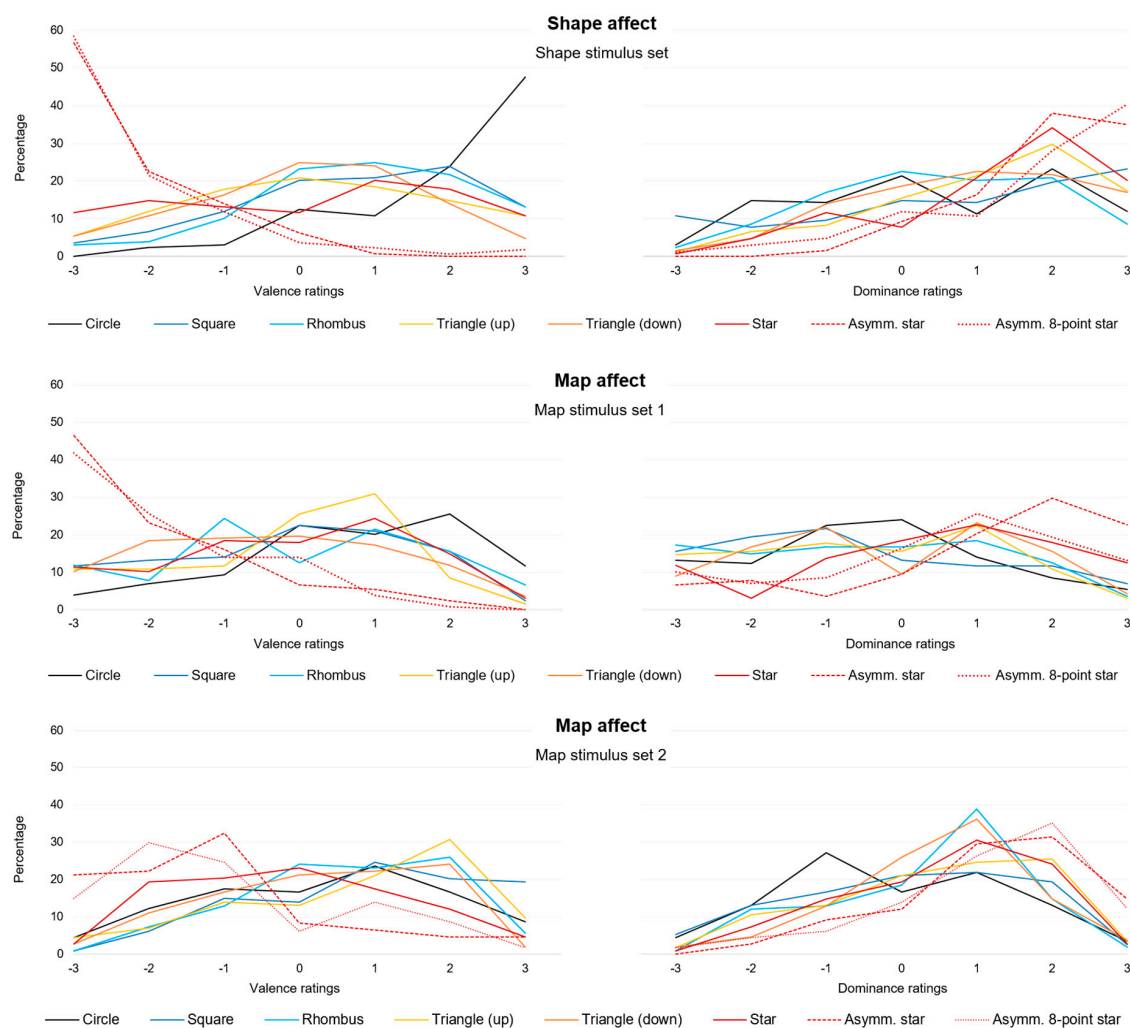 Shape affect
Shape stimulus set
Percentage
60
50
40
30
20
10
0
-3 -2 -1 0 1 2 3
Valence ratings
-3 -2 -1 0 1 2 3
Dominance ratings
Circle Square Rhombus Triangle (up) Triangle (down) Star Asymm. star Asymm. 8-point star
Map affect
Map stimulus set 1
Percentage
60
50
40
30
20
10
0
-3 -2 -1 0 1 2 3
Valence ratings
-3 -2 -1 0 1 2 3
Dominance ratings
Circle Square Rhombus Triangle (up) Triangle (down) Star Asymm. star Asymm. 8-point star
Map affect
Map stimulus set 2
Percentage
60
50
40
30
20
10
0
-3 -2 -1 0 1 2 3
Valence ratings
-3 -2 -1 0 1 2 3
Dominance ratings
Circle Square Rhombus Triangle (up) Triangle (down) Star Asymm. star Asymm. 8-point star